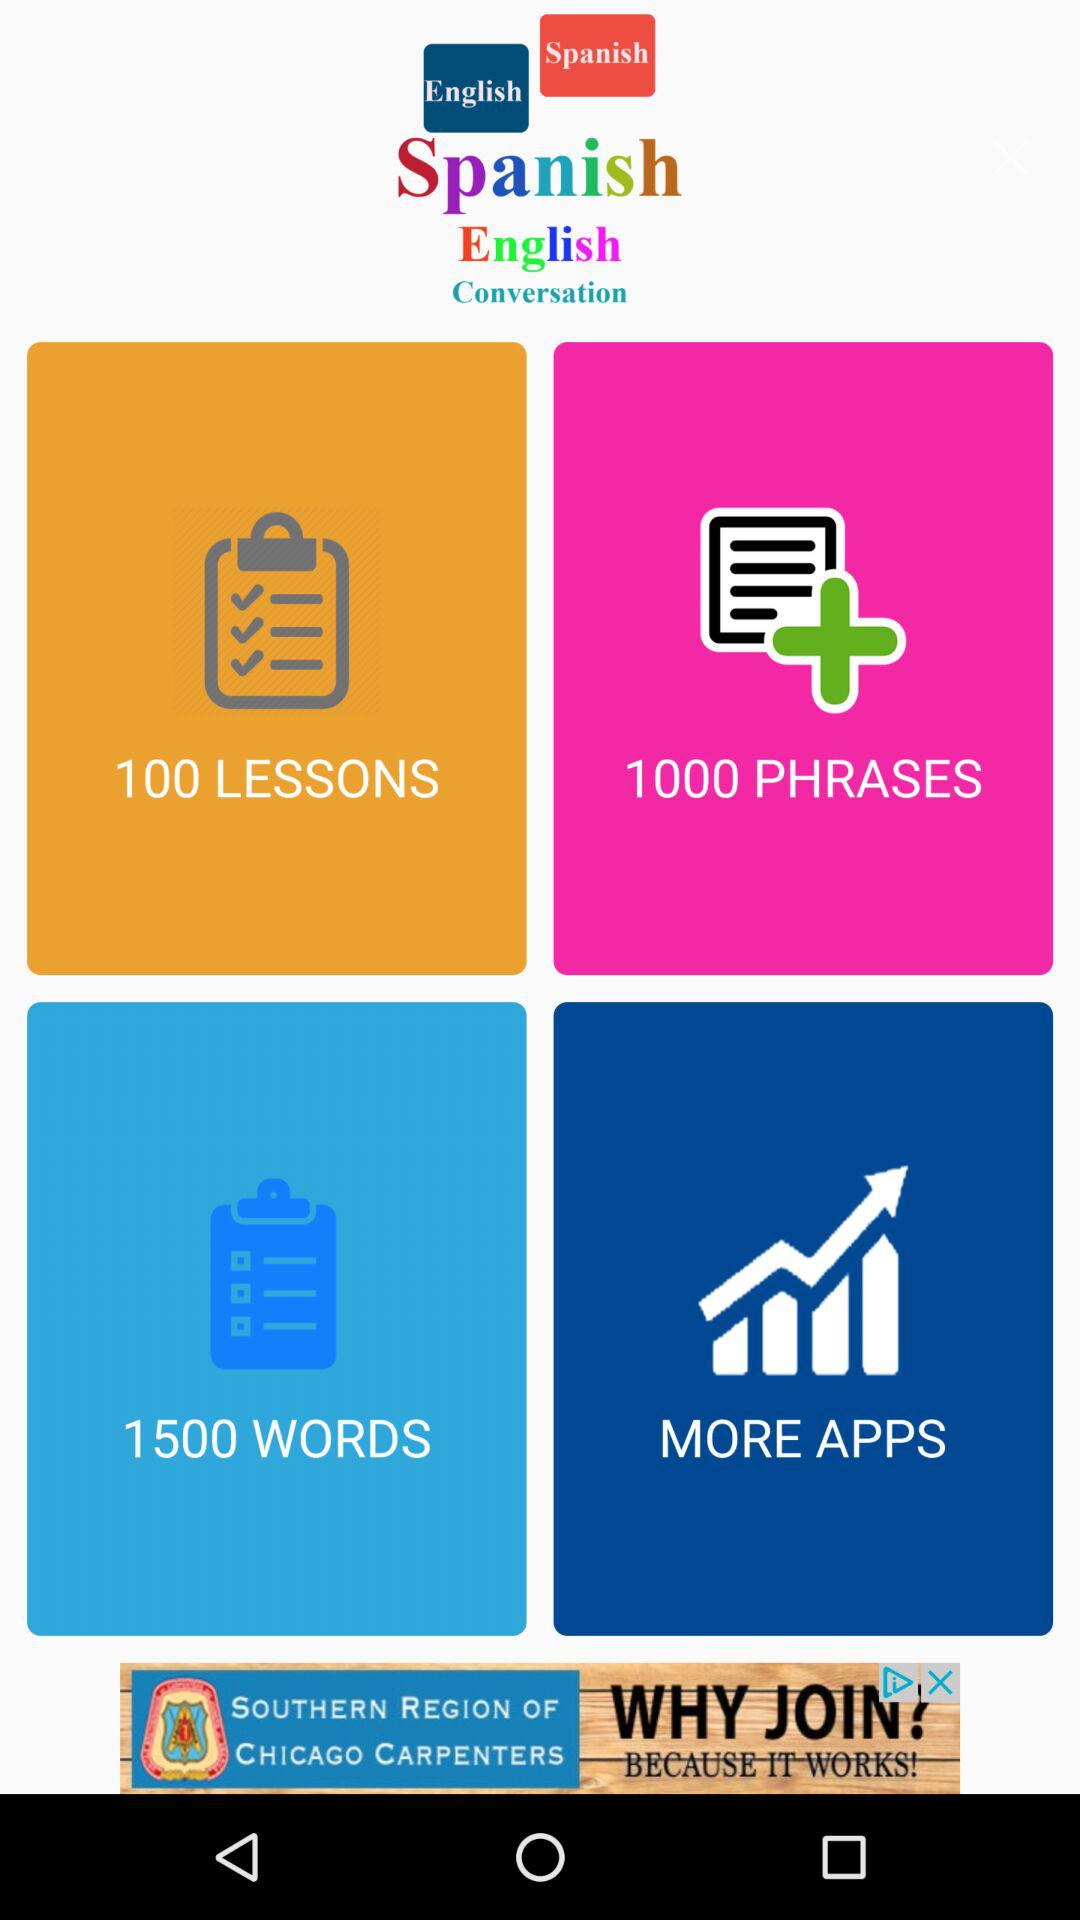 Spanish
English
Spanish
English
Conversation
100 LESSONS
1000 PHRASES
1500 WORDS
MORE APPS
SOUTHERN REGION OF
CHICAGO CARPENTERS
WHY JOIN?
BECAUSE IT WORKS!